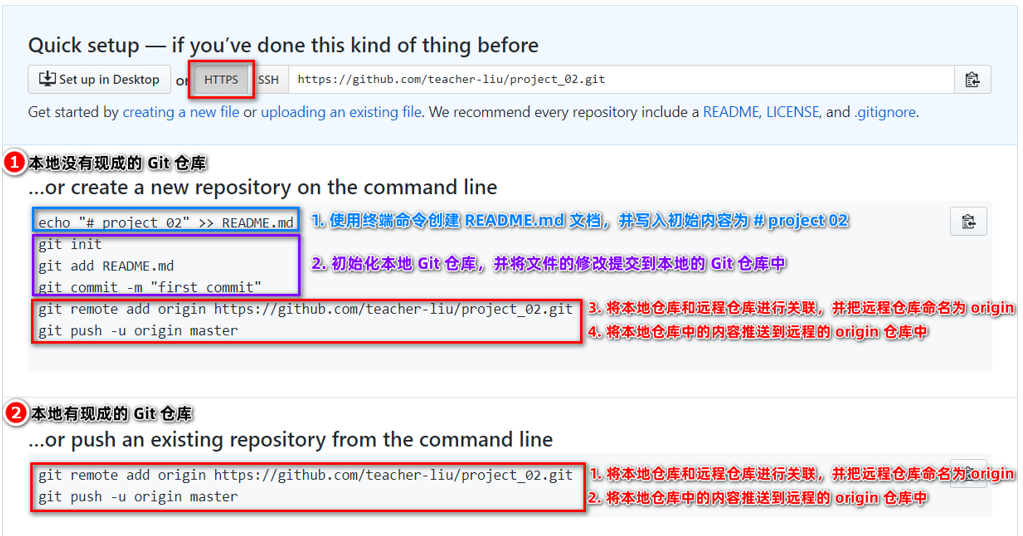 Quick setup — if you've done this kind of thing before
Set up in Desktop or HTTPS SSH https://github.com/teacher-liu/project_02.git
Get started by creating a new file or uploading an existing file. We recommend every repository include a README, LICENSE, and .gitignore.
1 本地没有现成的 Git 仓库
...or create a new repository on the command line
echo "# project_02" >> README.md 1. 使用终端命令创建 README.md 文档，并写入初始内容为 # project 02
git init
git add README.md 2. 初始化本地 Git 仓库，并将文件的修改提交到本地的 Git 仓库中
git commit -m "first commit"
git remote add origin https://github.com/teacher-liu/project_02.git 3. 将本地仓库和远程仓库进行关联，并把远程仓库命名为 origin
git push -u origin master 4. 将本地仓库中的内容推送到远程的 origin 仓库中
2 本地有现成的 Git 仓库
...or push an existing repository from the command line
git remote add origin https://github.com/teacher-liu/project_02.git 1. 将本地仓库和远程仓库进行关联，并把远程仓库命名为 origin
git push -u origin master 2. 将本地仓库中的内容推送到远程的 origin 仓库中